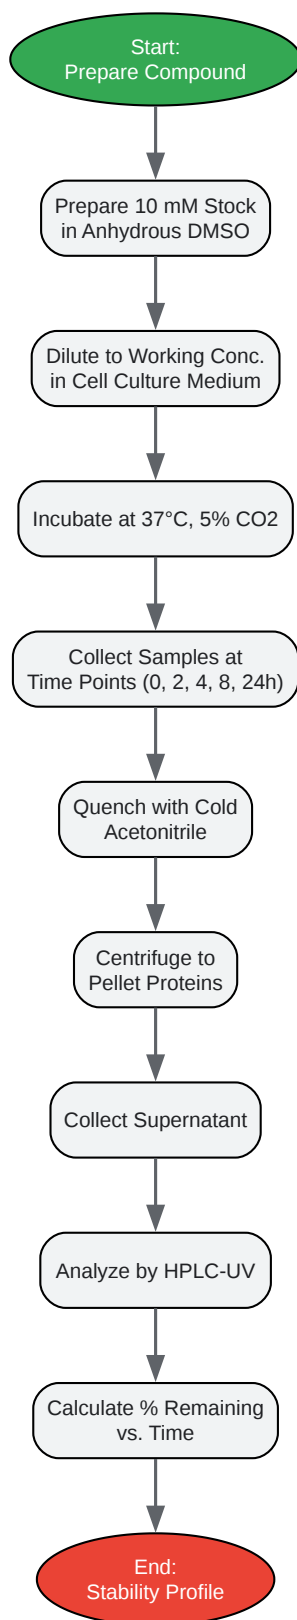 Start:
Prepare Compound
Prepare 10 mM Stock
in Anhydrous DMSO
Dilute to Working Conc.
in Cell Culture Medium
Incubate at 37°C, 5% CO2
Collect Samples at
Time Points (0, 2, 4, 8, 24h)
Quench with Cold
Acetonitrile
Centrifuge to
Pellet Proteins
Collect Supernatant
Analyze by HPLC-UV
Calculate % Remaining
vs. Time
End:
Stability Profile